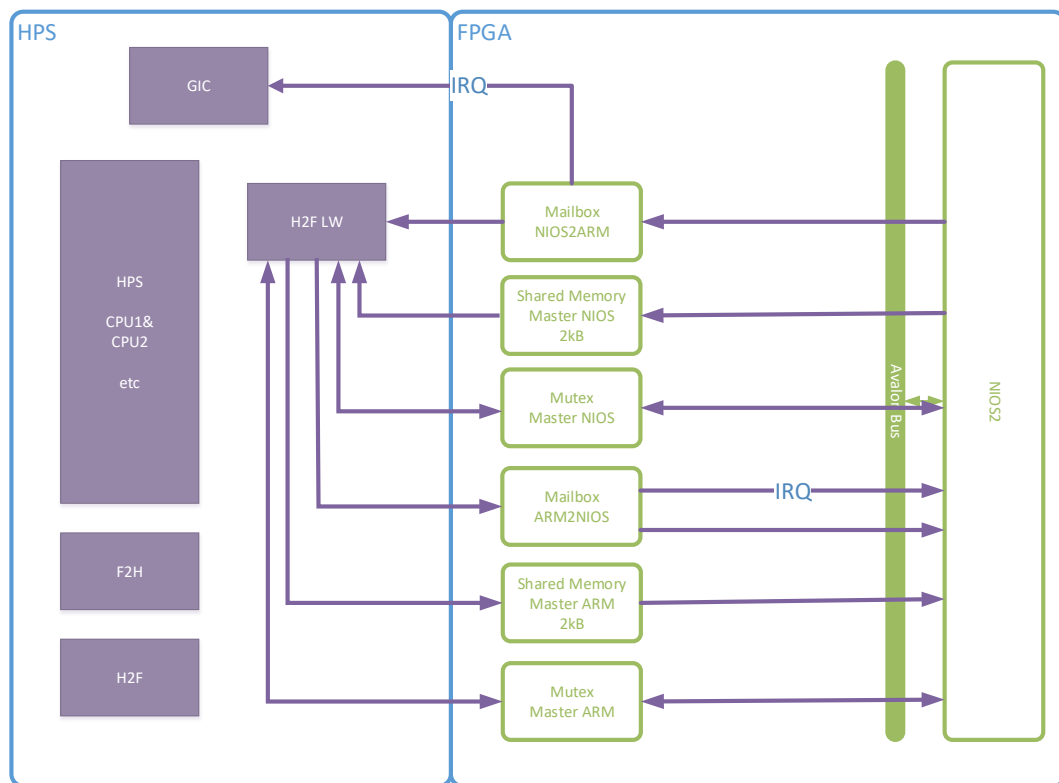 HPS
FPGA
GIC
IRQ
H2F LW
Mailbox
NIOS2ARM
HPS
CPU1&
CPU2
etc
Shared Memory
Master NIOS
2kB
Mutex
Master NIOS
Avalor Bus
NIOS2
Mailbox
ARM2NIOS
IRQ
F2H
Shared Memory
Master ARM
2kB
H2F
Mutex
Master ARM